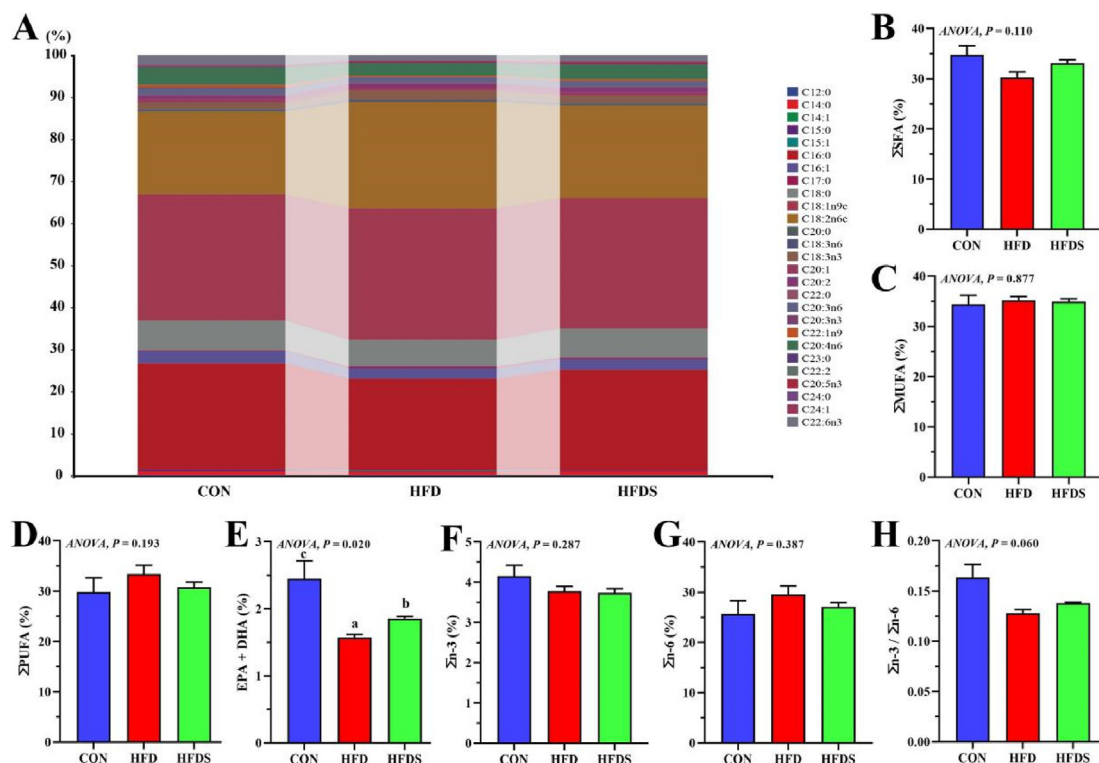 A
(%)
100
90
80
70
60
50
40
30
20
10
0
CON
HFD
HFDS
C12:0
C14:0
C14:1
C15:0
C15:1
C16:0
C16:1
C17:0
C18:0
C18:1n9c
C18:2n6c
C20:0
C18:3n6
C18:3n3
C20:1
C20:2
C22:0
C20:3n6
C20:3n3
C22:1n9
C20:4n6
C23:0
C22:2
C20:5n3
C24:0
C24:1
C22:6n3
B
ANOVA, P = 0.110
ΣSFA (%)
40
30
20
10
0
CON
HFD
HFDS
C
ANOVA, P = 0.877
ΣMUFA (%)
40
30
20
10
0
CON
HFD
HFDS
D
ANOVA, P = 0.193
ΣPUFA (%)
40
30
20
10
0
CON
HFD
HFDS
E
ANOVA, P = 0.020
EPA + DHA (%)
3
2
1
0
c
a
b
CON
HFD
HFDS
F
ANOVA, P = 0.287
Σn-3 (%)
5
4
3
2
1
0
CON
HFD
HFDS
G
ANOVA, P = 0.387
Σn-6 (%)
40
30
20
10
0
CON
HFD
HFDS
H
ANOVA, P = 0.060
Σn-3 / Σn-6
0.20
0.15
0.10
0.05
0.00
CON
HFD
HFDS